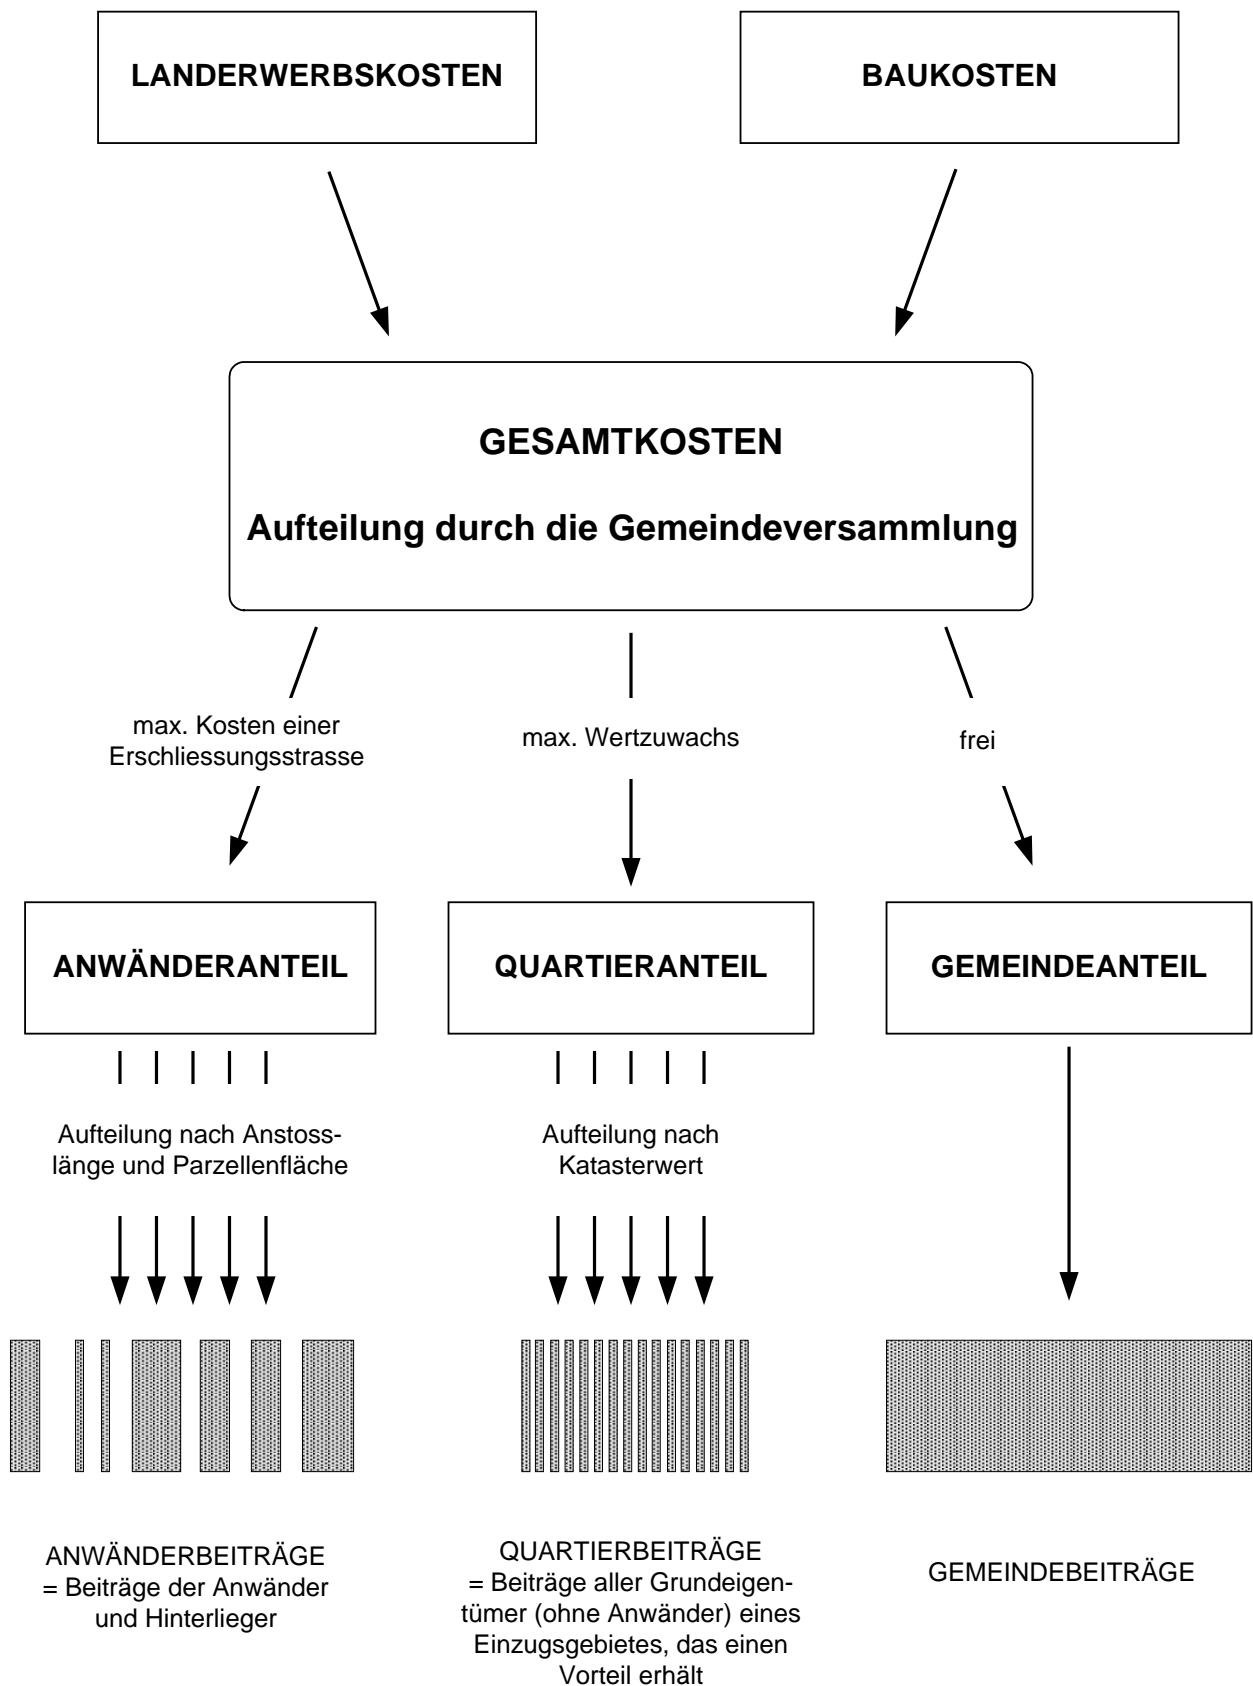 LANDERWERBSKOSTEN
BAUKOSTEN
GESAMTKOSTEN
Aufteilung durch die Gemeindeversammlung
max. Kosten einer
Erschliessungsstrasse
max. Wertzuwachs
frei
ANWÄNDERANTEIL
QUARTIERANTEIL
GEMEINDEANTEIL
Aufteilung nach Anstoss-
länge und Parzellenfläche
Aufteilung nach
Katasterwert
ANWÄNDERBEITRÄGE
= Beiträge der Anwänder
und Hinterlieger
QUARTIERBEITRÄGE
= Beiträge aller Grundeigen-
tümer (ohne Anwänder) eines
Einzugsgebietes, das einen
Vorteil erhält
GEMEINDEBEITRÄGE